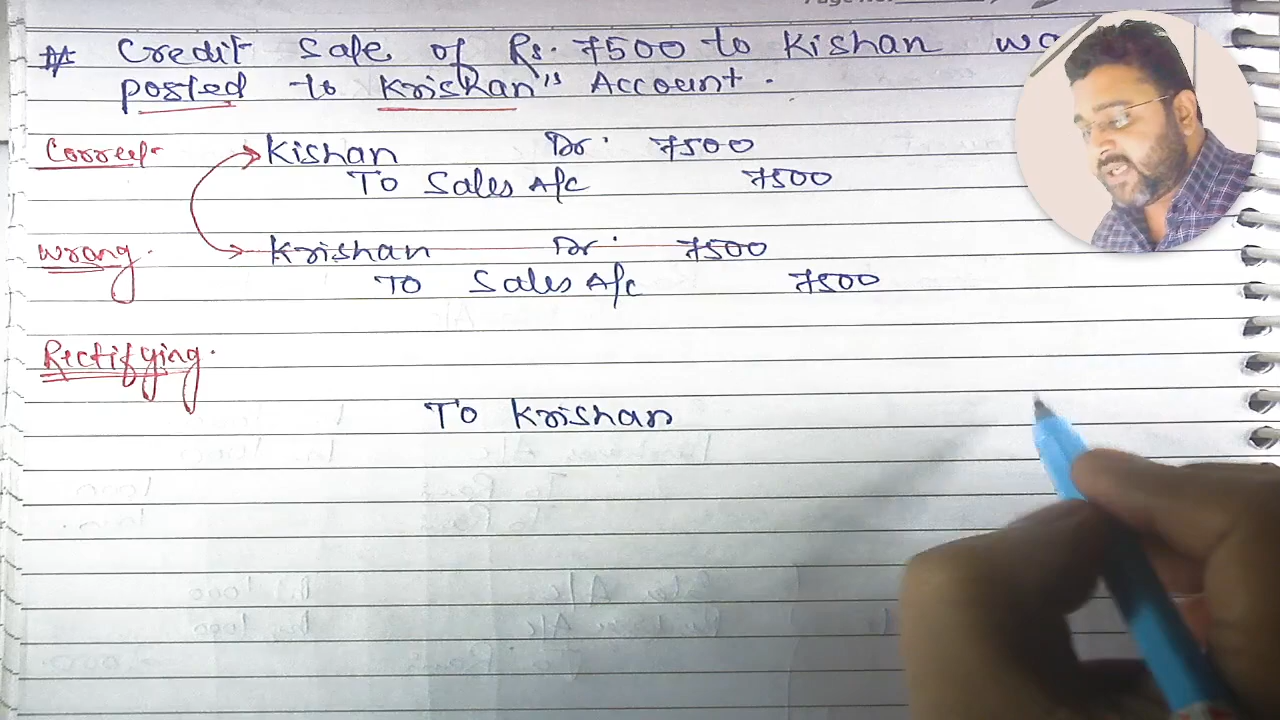 # Credit Sale of Rs. 7500 to Kishan
posted to Krishan's Account.
Correct
Kishan Dr. 7500
To Sales A/c 7500
Wrong.
Krishan Dr. 7500
To Sales A/c 7500
Rectifying.
To Krishan